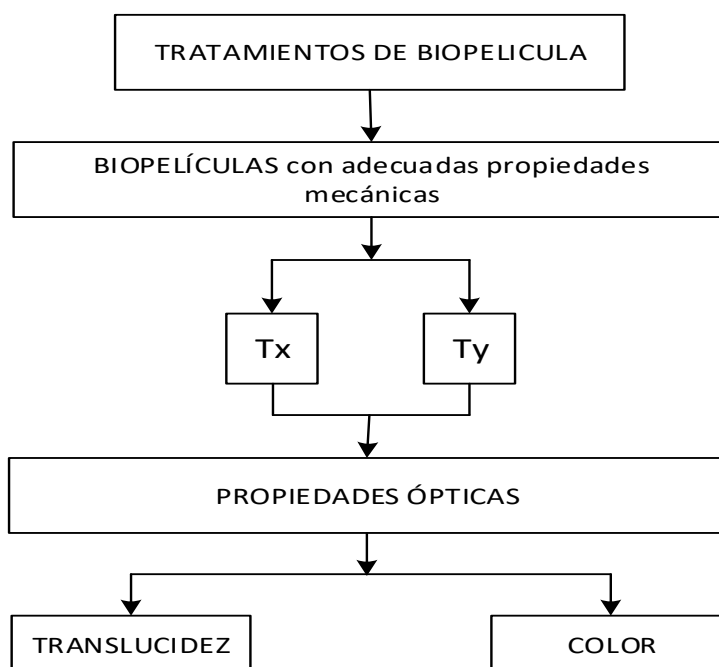 TRATAMIENTOS DE BIOPELICULA
BIOPELÍCULAS con adecuadas propiedades
mecánicas
Tx
Ty
PROPIEDADES ÓPTICAS
TRANSLUCIDEZ
COLOR